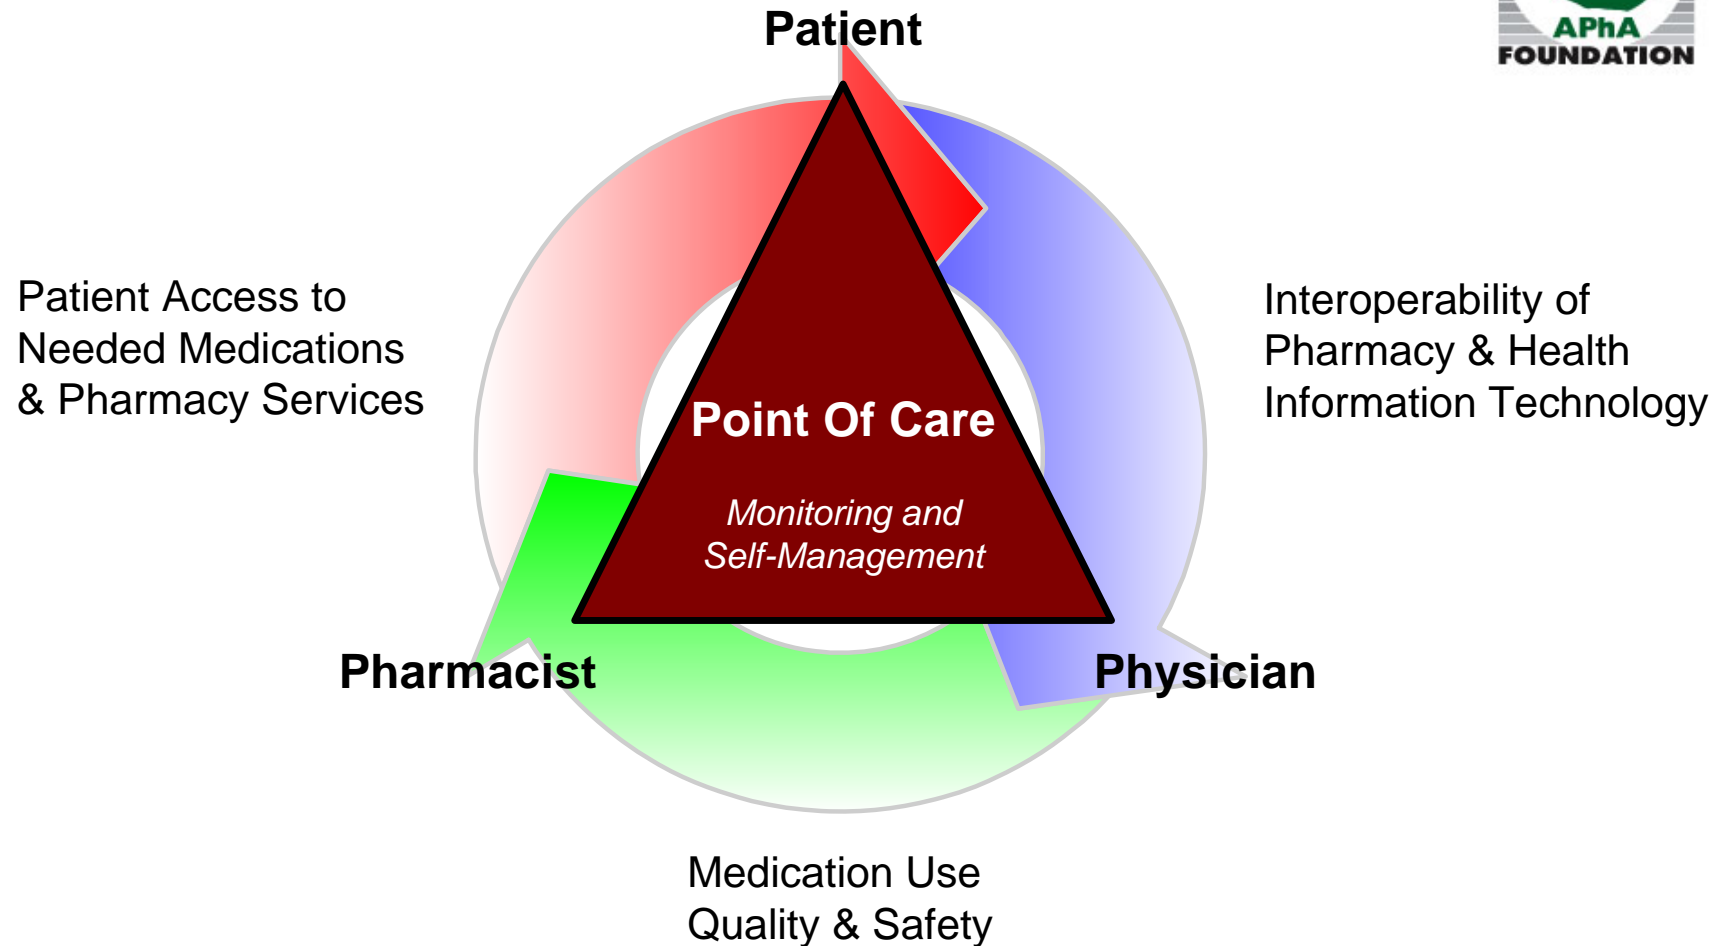 Patient
APhA
FOUNDATION
Patient Access to
Needed Medications
& Pharmacy Services
Interoperability of
Pharmacy & Health
Information Technology
Point Of Care
Monitoring and
Self-Management
Pharmacist
Physician
Medication Use
Quality & Safety